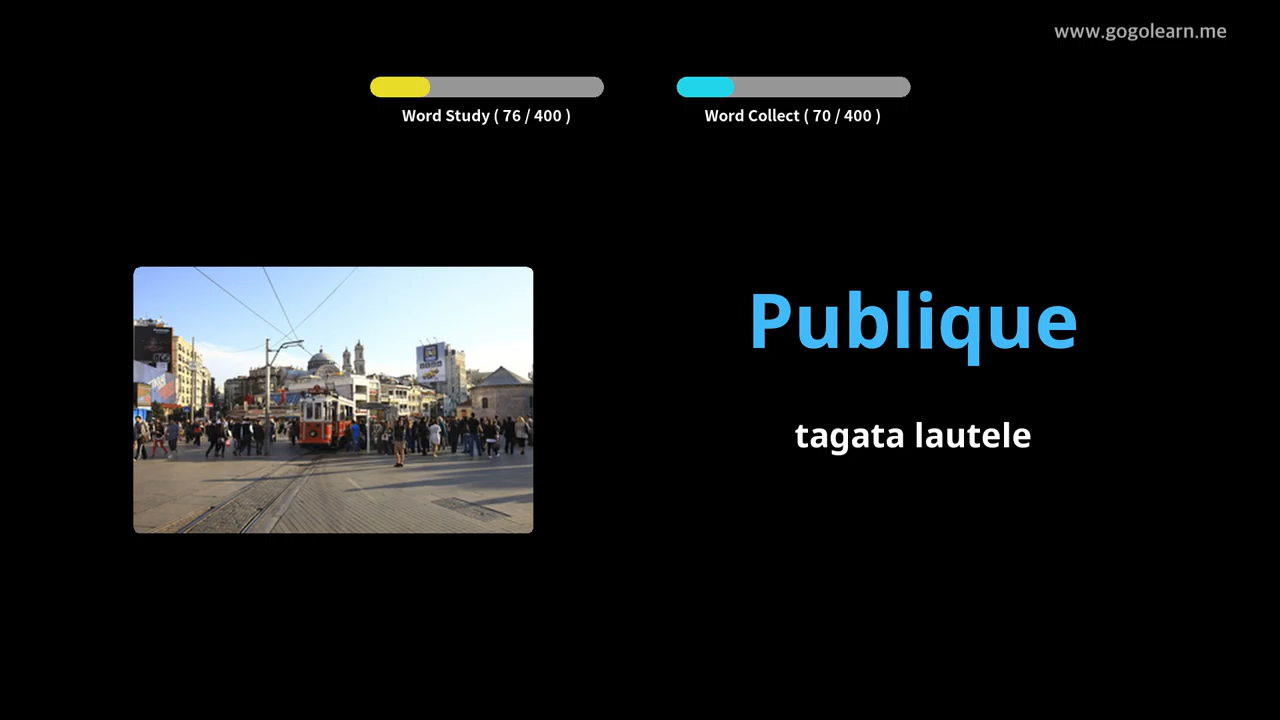 www.gogolearn.me
Word Study ( 76 / 400 )
Word Collect ( 70 / 400 )
Publique
tagata lautele